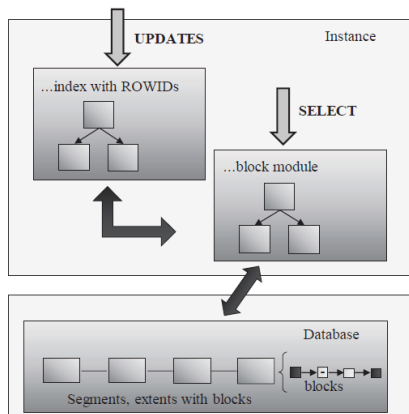 UPDATES
Instance
...index with ROWIDs
SELECT
...block module
Database
blocks
Segments, extents with blocks